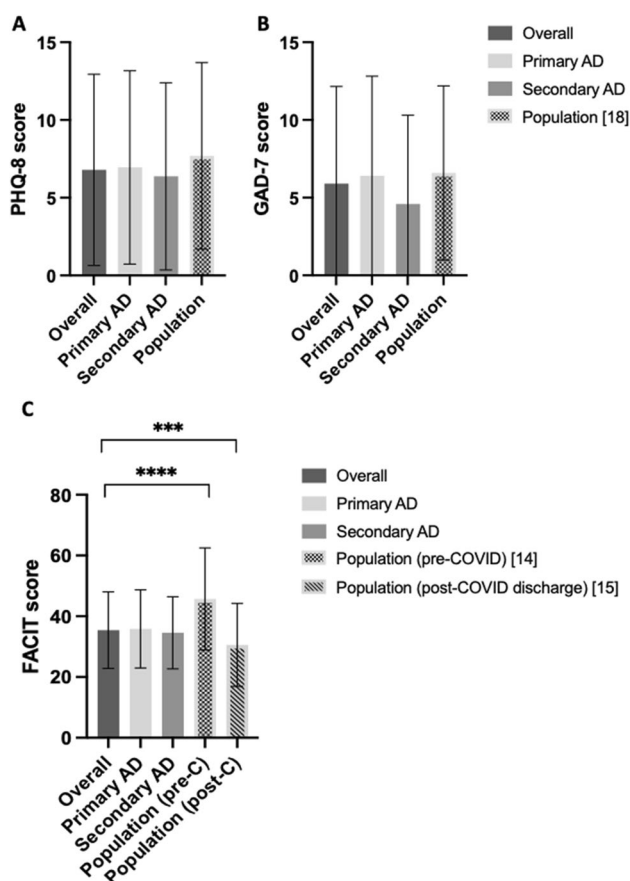 A
15
10
5
0
PHQ-8 score
Overall
Primary AD
Secondary AD
Population
B
15
10
5
0
GAD-7 score
Overall
Primary AD
Secondary AD
Population
Overall
Primary AD
Secondary AD
Population [18]
C
***
****
80
60
40
20
0
FACIT score
Overall
Primary AD
Secondary AD
Population (pre-C)
Population (post-C)
Overall
Primary AD
Secondary AD
Population (pre-COVID) [14]
Population (post-COVID discharge) [15]